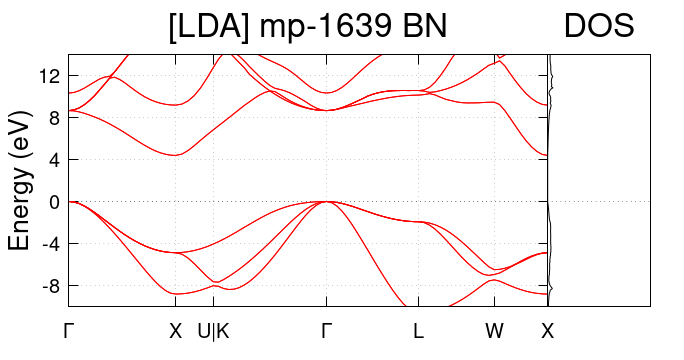 [LDA] mp-1639 BN
DOS
Energy (eV)
12
8
4
0
-4
-8
Γ X U|K Γ L W X